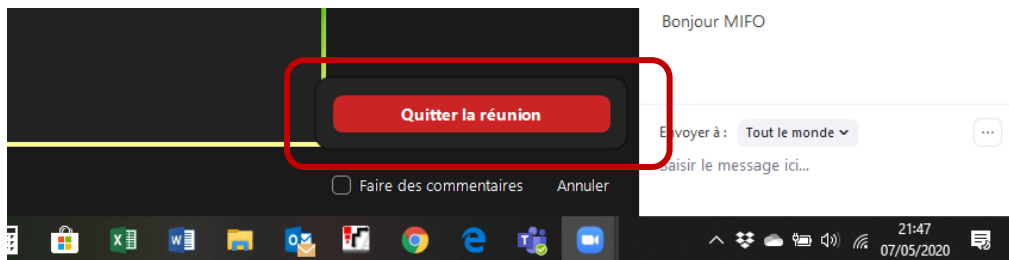 Bonjour MIFO
Quitter la réunion
Envoyer à : Tout le monde
Saisir le message ici...
Faire des commentaires Annuler
21:47
07/05/2020